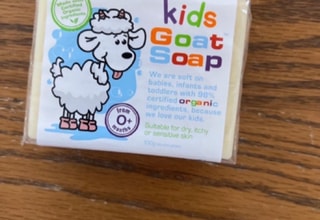 kids
Goat
Soap
We are soft on
babies, infants and
toddlers with 98%
certified organic
ingredients, because
we love our kids.
Suitable for dry, itchy
or sensitive skin
from
0+
months
100g